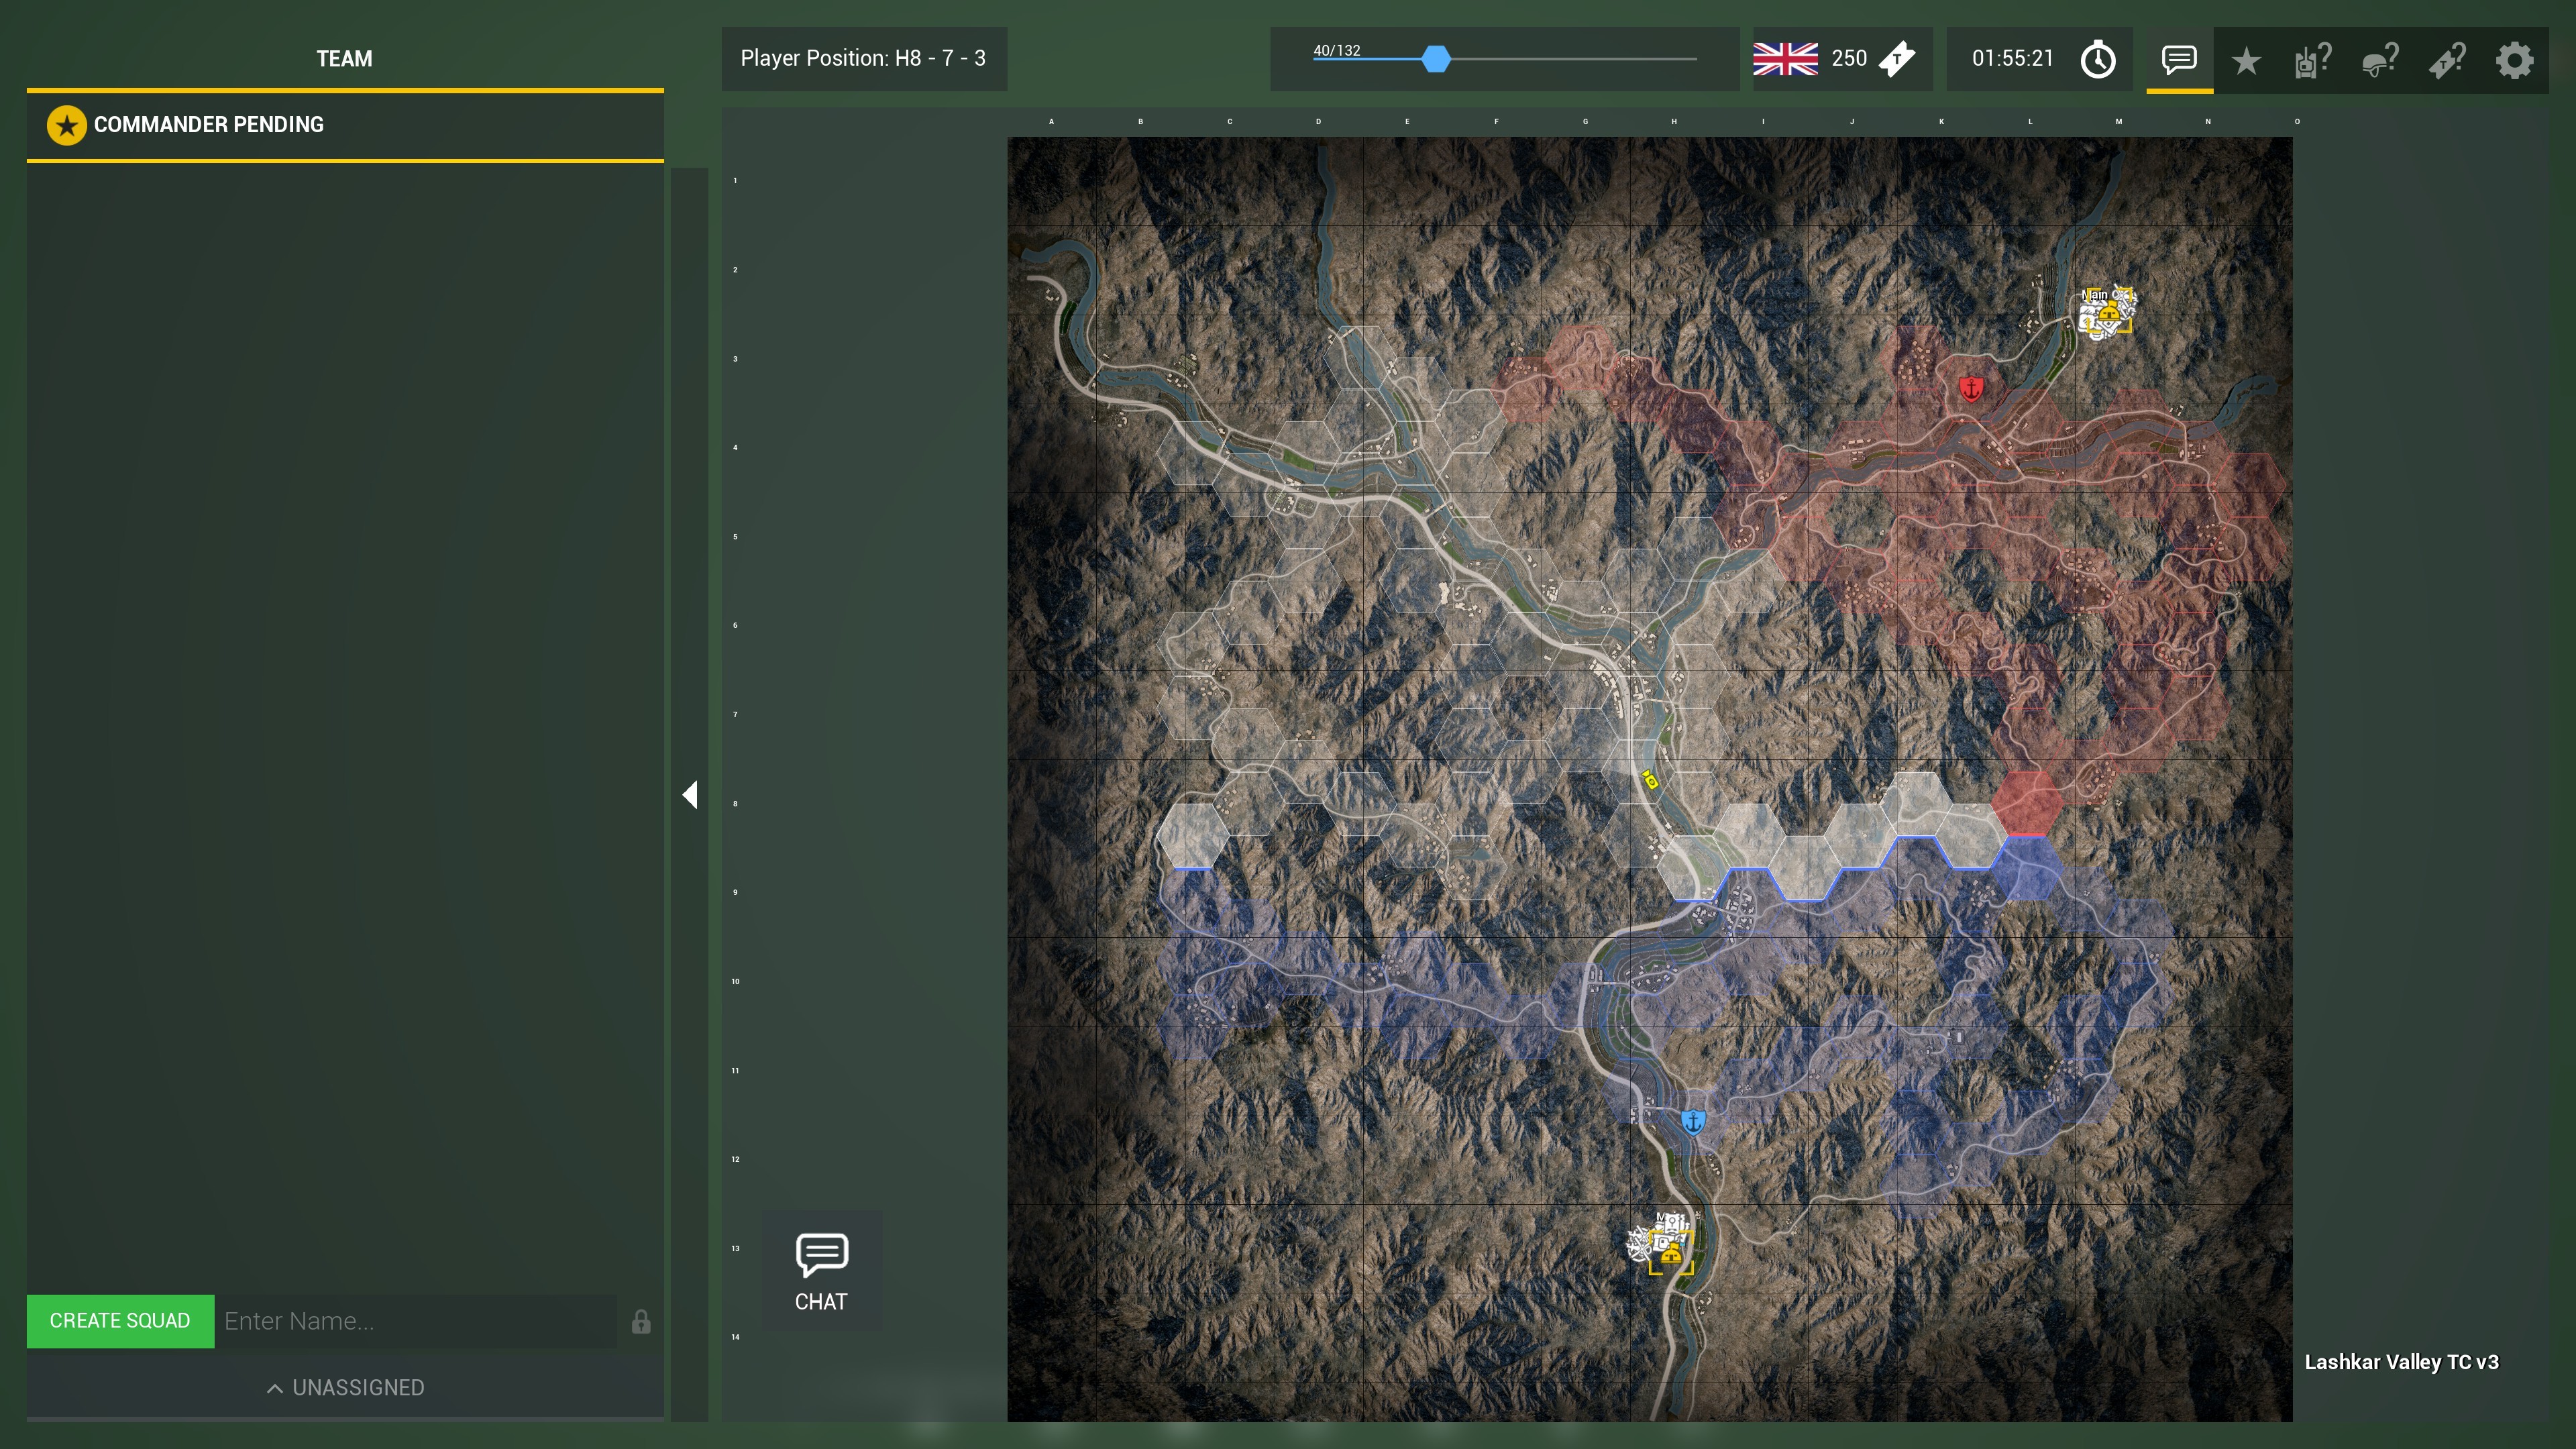 TEAM
COMMANDER PENDING
Player Position: H8 - 7 - 3
40/132
250
T
01:55:21
A B C D E F G H I J K L M N O
1
2
3
4
5
6
7
8
9
10
11
12
13
14
Main
CHAT
CREATE SQUAD
Enter Name...
UNASSIGNED
Lashkar Valley TC v3